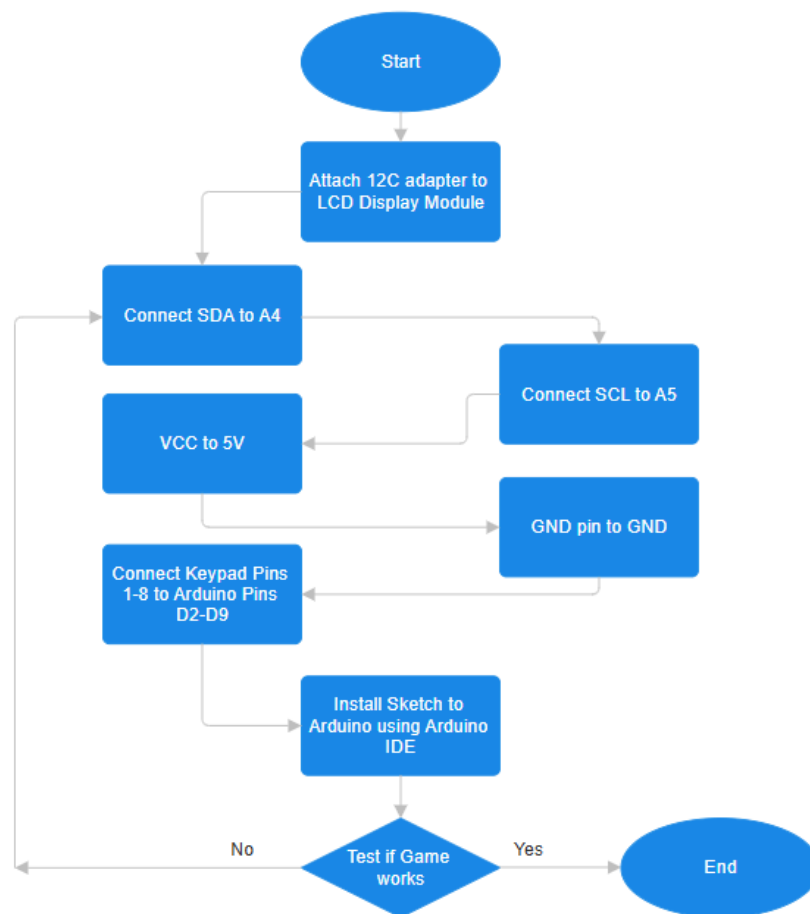 Start
Attach 12C adapter to
LCD Display Module
Connect SDA to A4
Connect SCL to A5
VCC to 5V
GND pin to GND
Connect Keypad Pins
1-8 to Arduino Pins
D2-D9
Install Sketch to
Arduino using Arduino
IDE
Test if Game
works
No
Yes
End